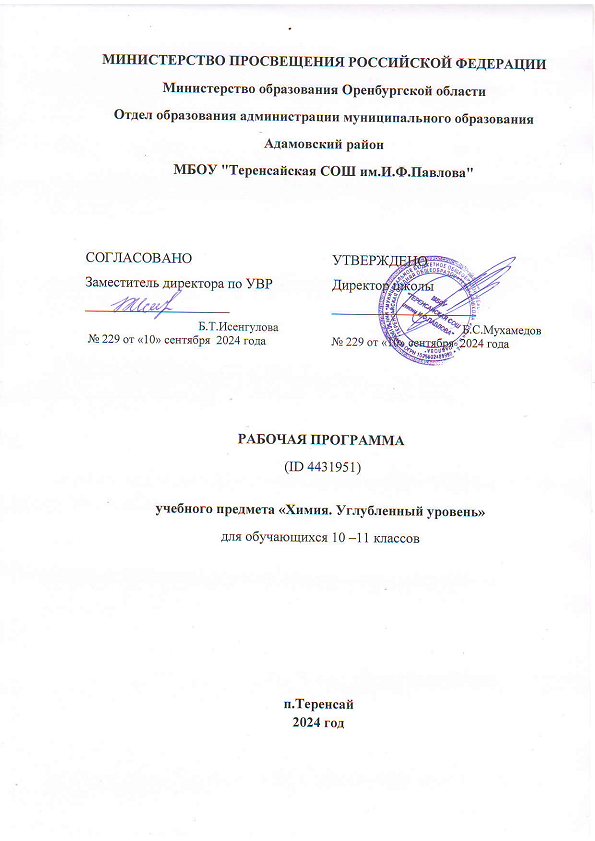 МИНИСТЕРСТВО ПРОСВЕЩЕНИЯ РОССИЙСКОЙ ФЕДЕРАЦИИ
Министерство образования Оренбургской области
Отдел образования администрации муниципального образования
Адамовский район
МБОУ "Теренсайская СОШ им.И.Ф.Павлова"
СОГЛАСОВАНО
Заместитель директора по УВР
Б.Т.Исенгулова
№ 229 от «10» сентября 2024 года
УТВЕРЖДЕНО
Директор школы
МБОУ
"ТЕРЕНСАЙСКАЯ СОШ
Б.С.Мухамедов
№ 229 от «10» сентября 2024 года
РАБОЧАЯ ПРОГРАММА
(ID 4431951)
учебного предмета «Химия. Углубленный уровень»
для обучающихся 10 –11 классов
п.Теренсай
2024 год